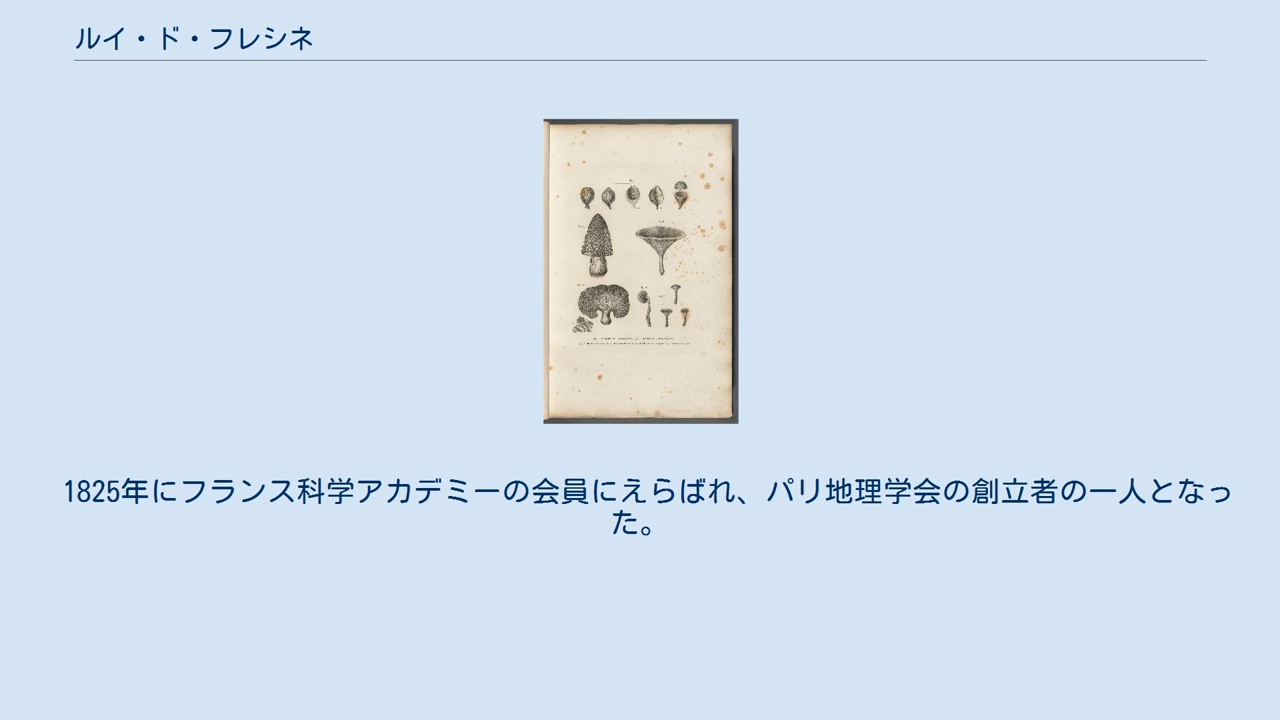 ルイ・ド・フレシネ
1825年にフランス科学アカデミーの会員にえらばれ、パリ地理学会の創立者の一人となっ
た。